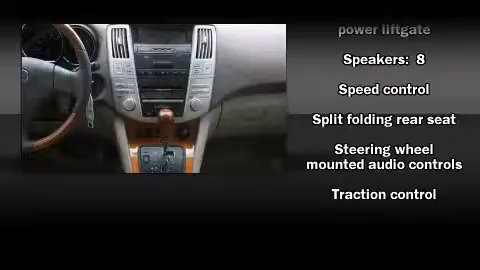 power liftgate
Speakers: 8
Speed control
Split folding rear seat
Steering wheel
mounted audio controls
Traction control